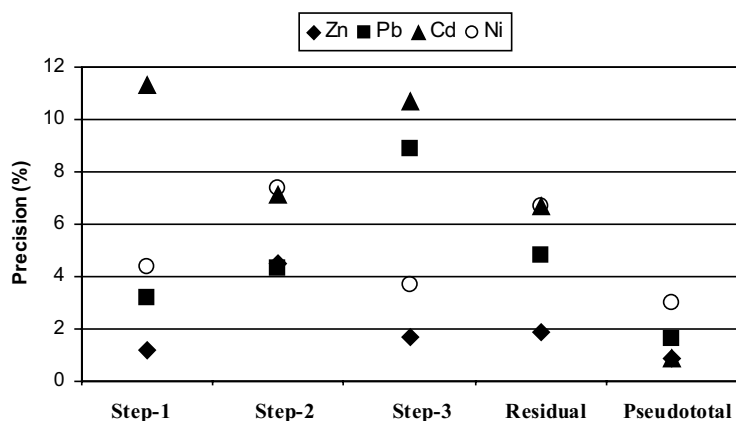 Zn Pb Cd Ni
12
10
8
6
4
2
0
Precision (%)
Step-1 Step-2 Step-3 Residual Pseudototal